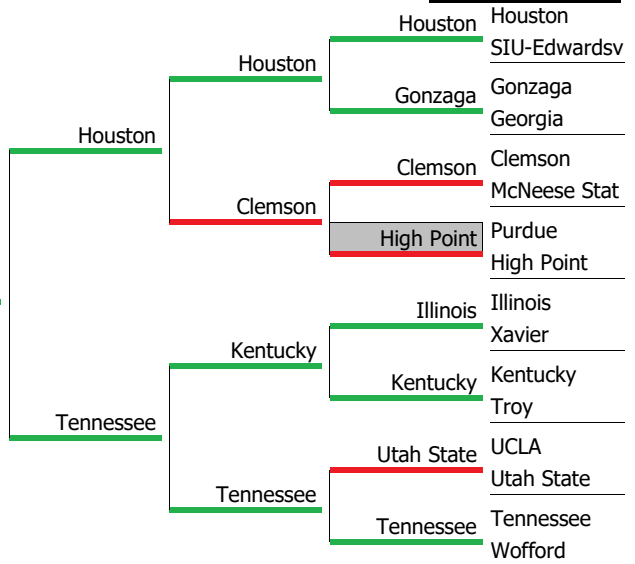 Houston
Houston
SIU-Edwardsv
Houston
Gonzaga
Gonzaga
Georgia
Houston
Clemson
Clemson
McNeese Stat
Clemson
High Point
Purdue
High Point
Illinois
Illinois
Xavier
Kentucky
Kentucky
Kentucky
Troy
Tennessee
Utah State
UCLA
Utah State
Tennessee
Tennessee
Tennessee
Wofford